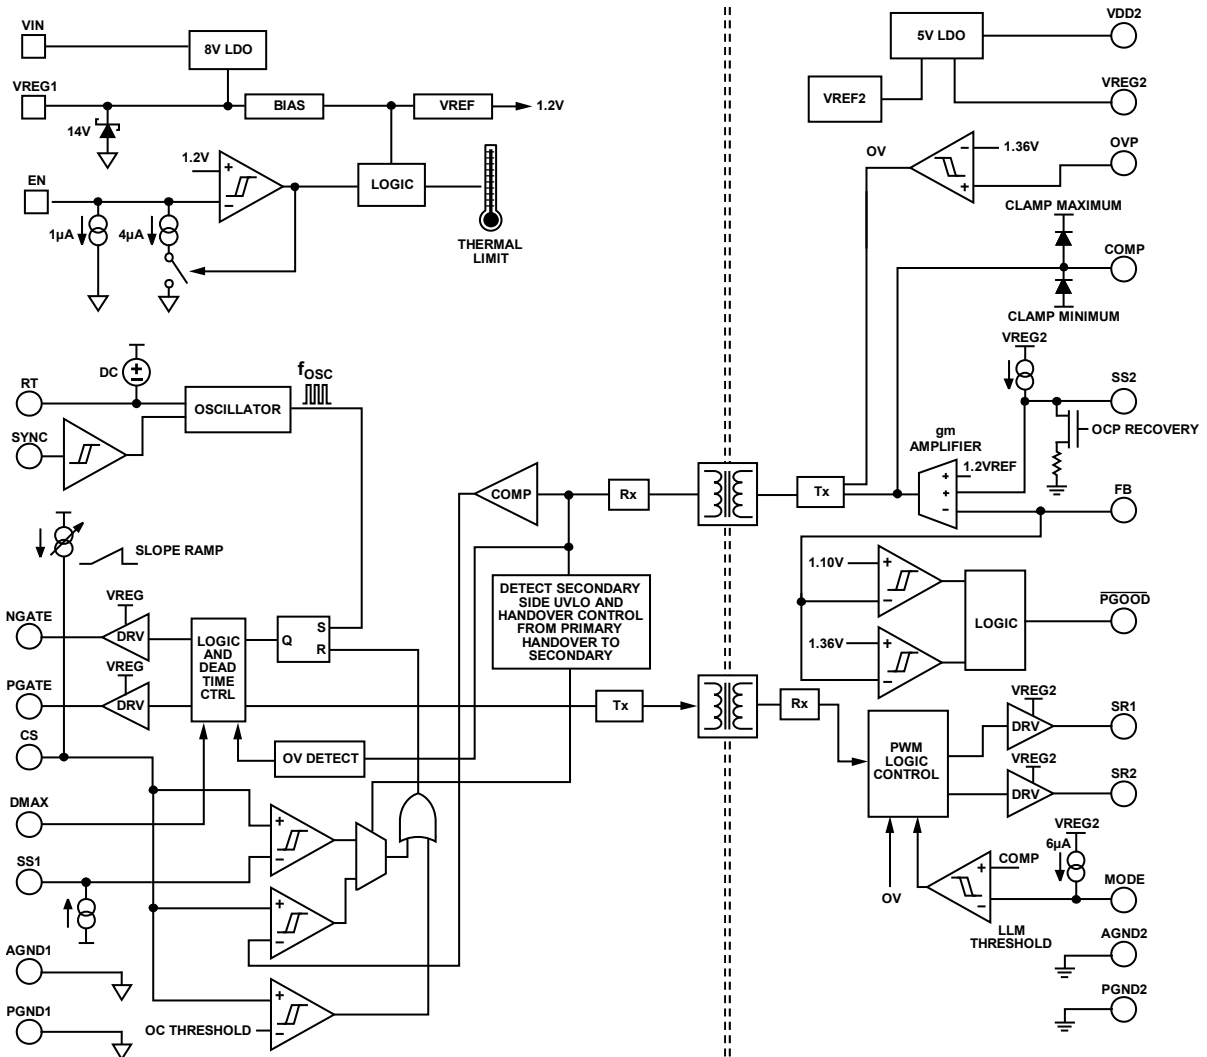 VIN
8V LDO
VREG1
BIAS
VREF
1.2V
14V
1.2V
+
−
EN
LOGIC
1µA
4µA
THERMAL
LIMIT
DC
+
−
RT
OSCILLATOR
fOSC
SYNC
SLOPE RAMP
COMP
Rx
DETECT SECONDARY
SIDE UVLO AND
HANDOVER CONTROL
FROM PRIMARY
HANDOVER TO
SECONDARY
NGATE
VREG
DRV
LOGIC
AND
DEAD
TIME
CTRL
Q
S
R
PGATE
VREG
DRV
Tx
CS
OV DETECT
DMAX
+
−
SS1
+
−
AGND1
+
−
PGND1
OC THRESHOLD
5V LDO
VDD2
VREF2
VREG2
OV
−
1.36V
+
OVP
CLAMP MAXIMUM
COMP
CLAMP MINIMUM
VREG2
SS2
OCP RECOVERY
gm
AMPLIFIER
1.2VREF
+
+
−
Tx
FB
1.10V
+
−
1.36V
+
−
LOGIC
PGOOD
Rx
PWM
LOGIC
CONTROL
VREG2
DRV
SR1
VREG2
DRV
SR2
OV
VREG2
6µA
+
COMP
−
MODE
LLM
THRESHOLD
AGND2
PGND2